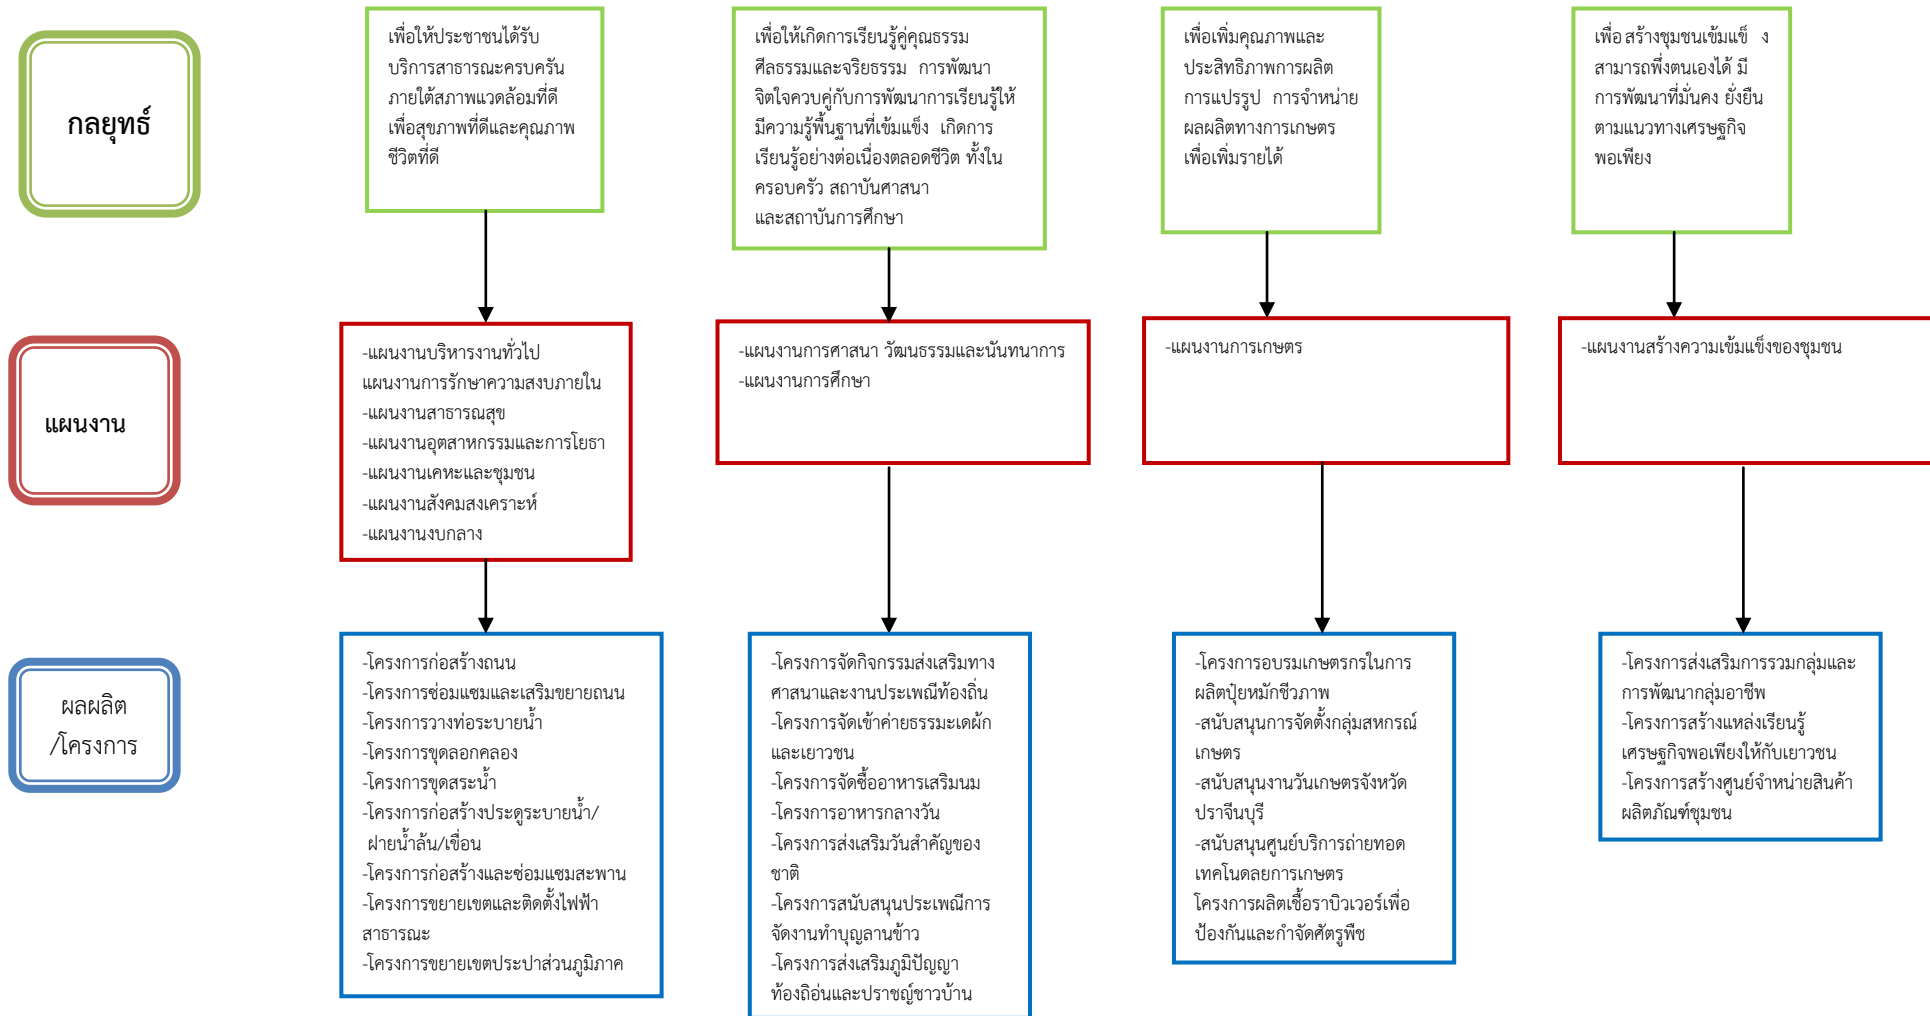 กลยุทธ์
เพื่อให้ประชาชนได้รับ
บริการสาธารณะครบครัน
ภายใต้สภาพแวดล้อมที่ดี
เพื่อสุขภาพที่ดีและคุณภาพ
ชีวิตที่ดี
เพื่อให้เกิดการเรียนรู้คู่คุณธรรม
ศีลธรรมและจริยธรรม การพัฒนา
จิตใจควบคู่กับการพัฒนาการเรียนรู้ให้
มีความรู้พื้นฐานที่เข้มแข็ง เกิดการ
เรียนรู้อย่างต่อเนื่องตลอดชีวิต ทั้งใน
ครอบครัว สถาบันศาสนา
และสถาบันการศึกษา
เพื่อเพิ่มคุณภาพและ
ประสิทธิภาพการผลิต
การแปรรูป การจำหน่าย
ผลผลิตทางการเกษตร
เพื่อเพิ่มรายได้
เพื่อ สร้างชุมชนเข้มแข็ ง
สามารถพึ่งตนเองได้ มี
การพัฒนาที่มั่นคง ยั่งยืน
ตามแนวทางเศรษฐกิจ
พอเพียง
แผนงาน
-แผนงานบริหารงานทั่วไป
แผนงานการรักษาความสงบภายใน
-แผนงานสาธารณสุข
-แผนงานอุตสาหกรรมและการโยธา
-แผนงานเคหะและชุมชน
-แผนงานสังคมสงเคราะห์
-แผนงานงบกลาง
-แผนงานการศาสนา วัฒนธรรมและนันทนาการ
-แผนงานการศึกษา
-แผนงานการเกษตร
-แผนงานสร้างความเข้มแข็งของชุมชน
ผลผลิต
/โครงการ
-โครงการก่อสร้างถนน
-โครงการซ่อมแซมและเสริมขยายถนน
-โครงการวางท่อระบายน้ำ
-โครงการขุดลอกคลอง
-โครงการขุดสระน้ำ
-โครงการก่อสร้างประตูระบายน้ำ/
ฝายน้ำล้น/เขื่อน
-โครงการก่อสร้างและซ่อมแซมสะพาน
-โครงการขยายเขตและติดตั้งไฟฟ้า
สาธารณะ
-โครงการขยายเขตประปาส่วนภูมิภาค
-โครงการจัดกิจกรรมส่งเสริมทาง
ศาสนาและงานประเพณีท้องถิ่น
-โครงการจัดเข้าค่ายธรรมะเดผัก
และเยาวชน
-โครงการจัดซื้ออาหารเสริมนม
-โครงการอาหารกลางวัน
-โครงการส่งเสริมวันสำคัญของ
ชาติ
-โครงการสนับสนุนประเพณีการ
จัดงานทำบุญลานข้าว
-โครงการส่งเสริมภูมิปัญญา
ท้องถิอ่นและปราชญ์ชาวบ้าน
-โครงการอบรมเกษตรกรในการ
ผลิตปุ๋ยหมักชีวภาพ
-สนับสนุนการจัดตั้งกลุ่มสหกรณ์
เกษตร
-สนับสนุนงานวันเกษตรจังหวัด
ปราจีนบุรี
-สนับสนุนศูนย์บริการถ่ายทอด
เทคโนดลยการเกษตร
โครงการผลิตเชื้อราบิวเวอร์เพื่อ
ป้องกันและกำจัดศัตรูพืช
-โครงการส่งเสริมการรวมกลุ่มและ
การพัฒนากลุ่มอาชีพ
-โครงการสร้างแหล่งเรียนรู้
เศรษฐกิจพอเพียงให้กับเยาวชน
-โครงการสร้างศูนย์จำหน่ายสินค้า
ผลิตภัณฑ์ชุมชน